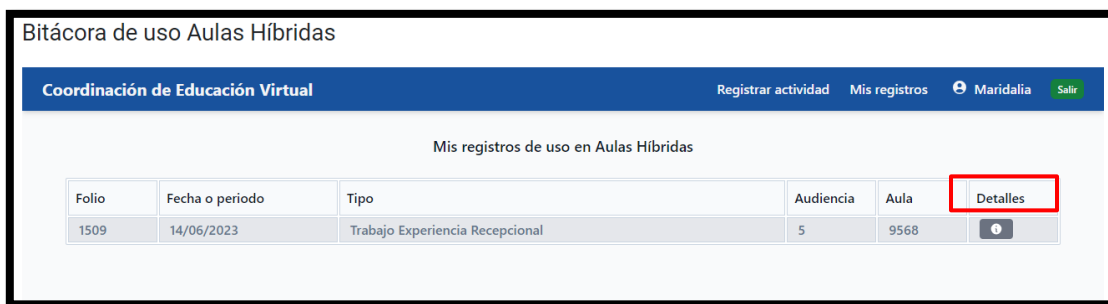 Bitácora de uso Aulas Híbridas
Coordinación de Educación Virtual Registrar actividad Mis registros Maridalia Salir
Mis registros de uso en Aulas Híbridas
Folio Fecha o periodo Tipo Audiencia Aula Detalles
1509 14/06/2023 Trabajo Experiencia Recepcional 5 9568